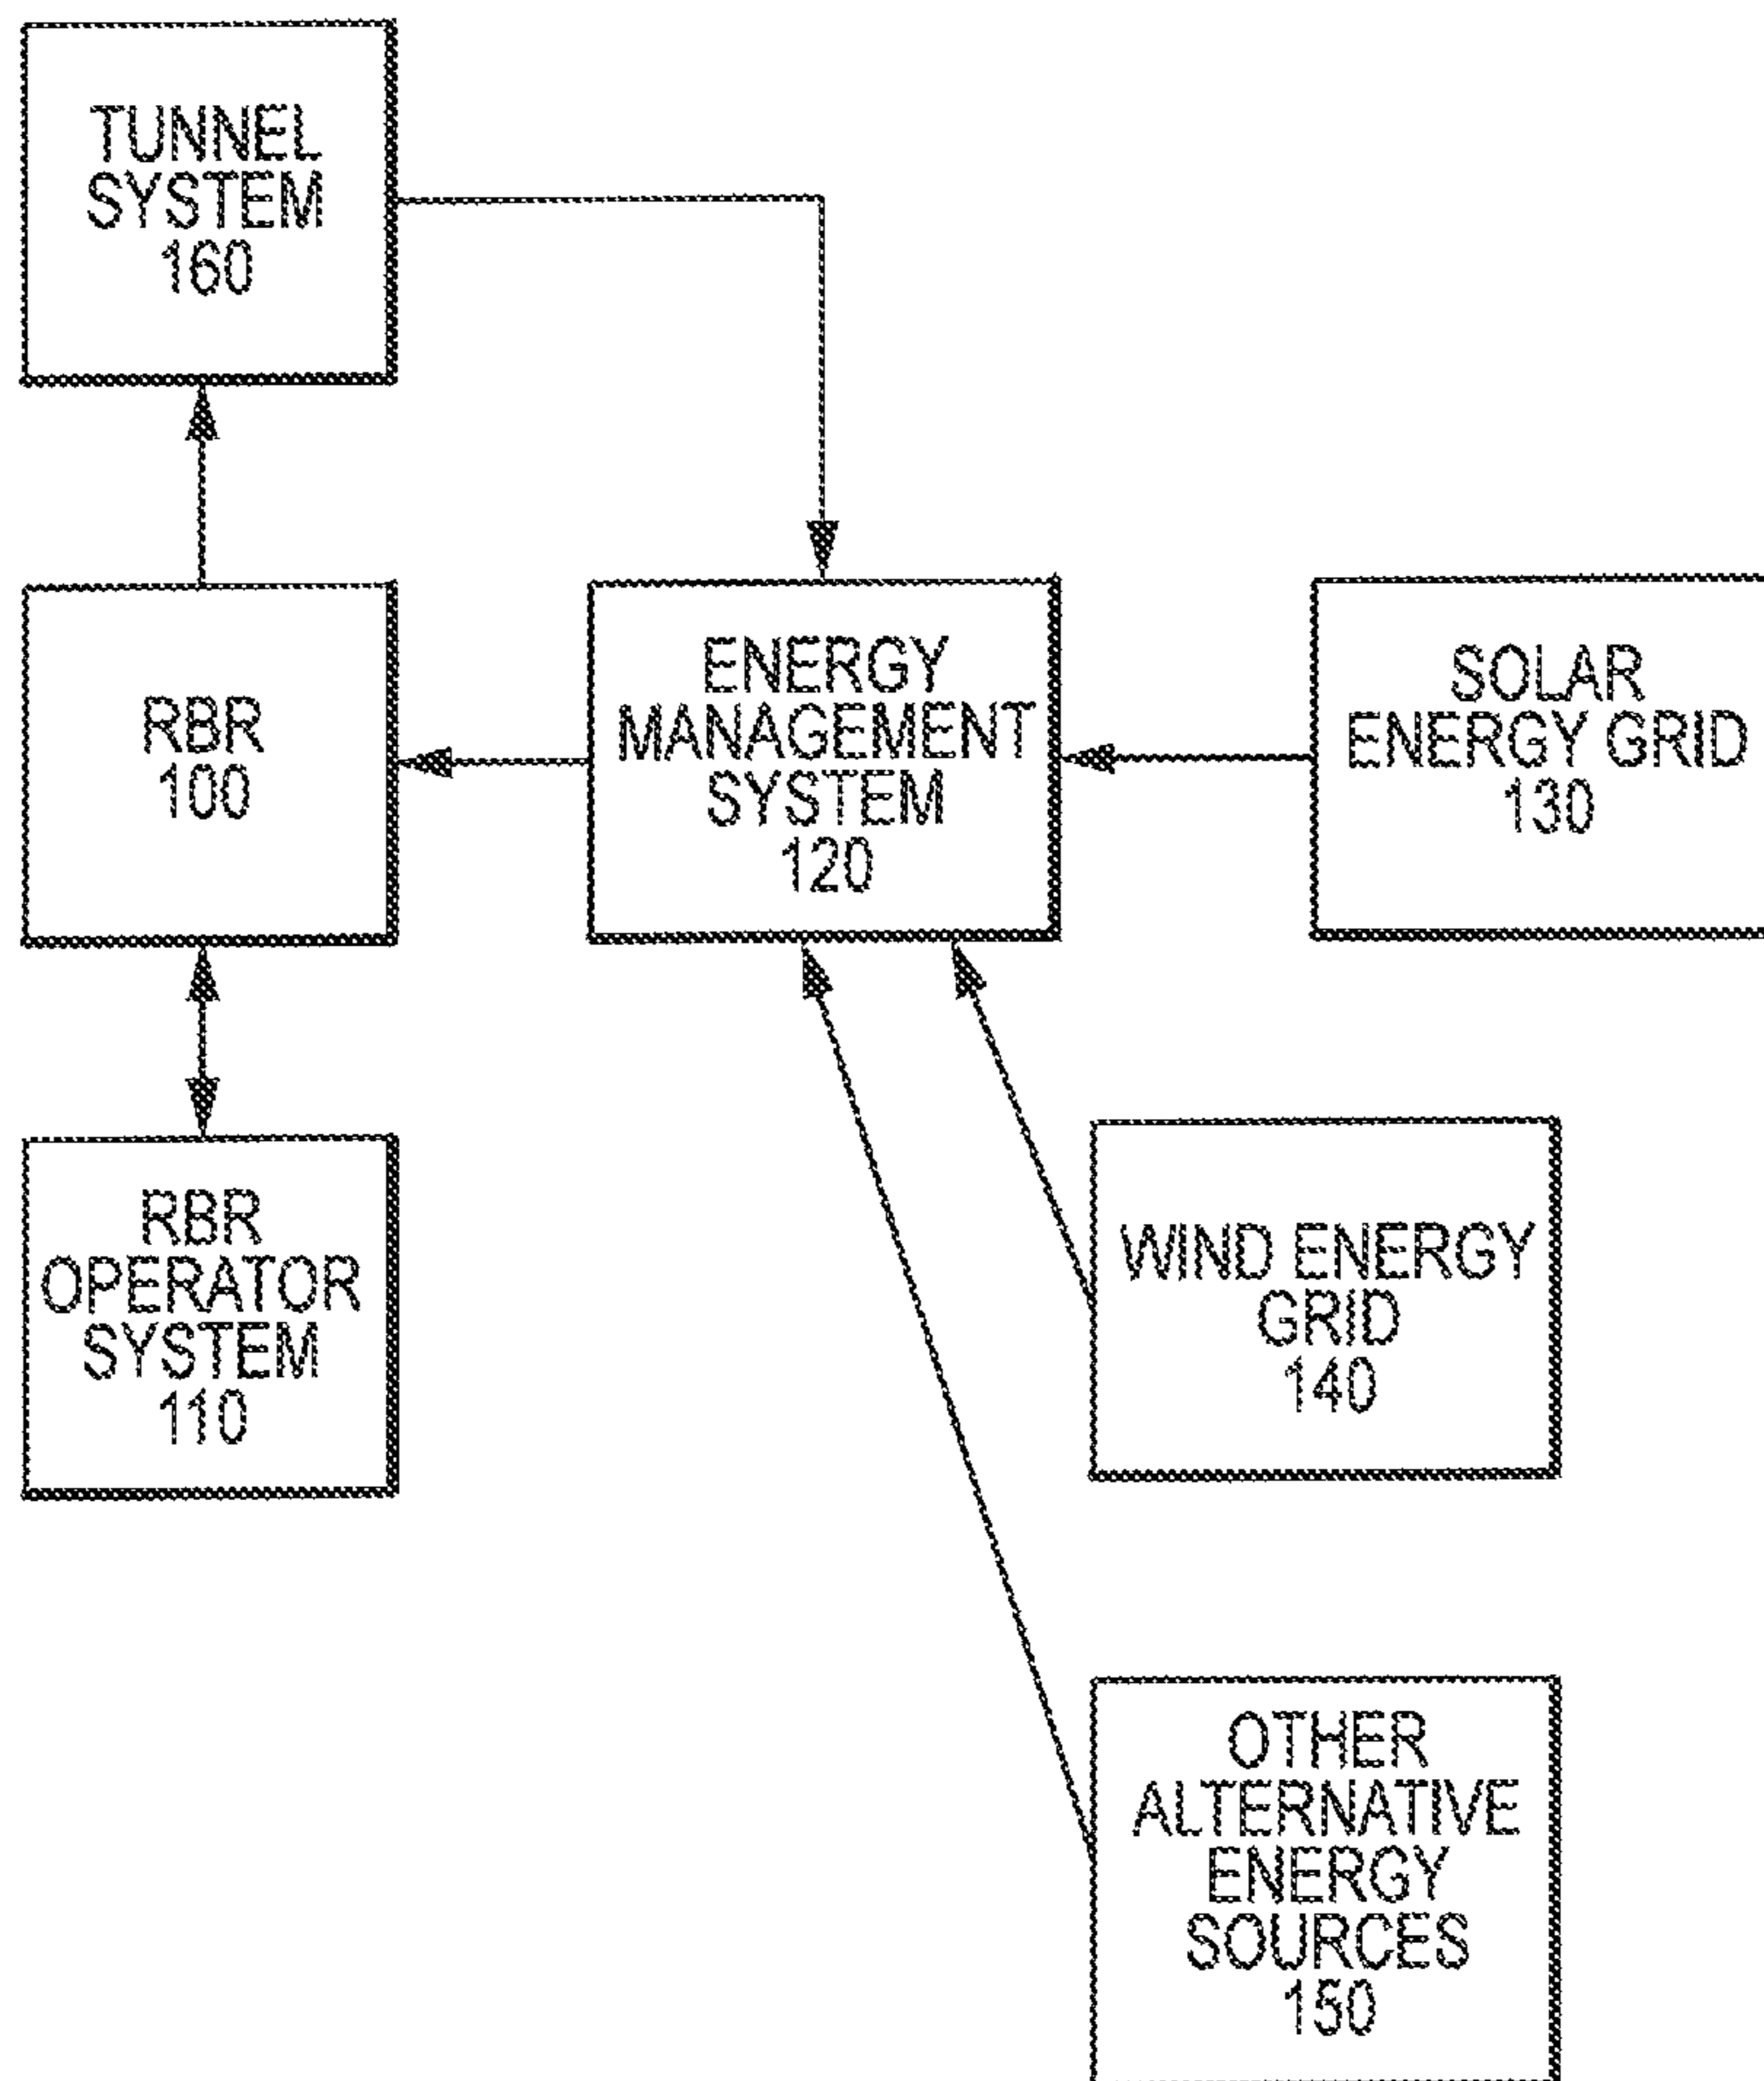 TUNNEL
SYSTEM
160
RBR
100
ENERGY
MANAGEMENT
SYSTEM
120
SOLAR
ENERGY GRID
130
RBR
OPERATOR
SYSTEM
110
WIND ENERGY
GRID
140
OTHER
ALTERNATIVE
ENERGY
SOURCES
150